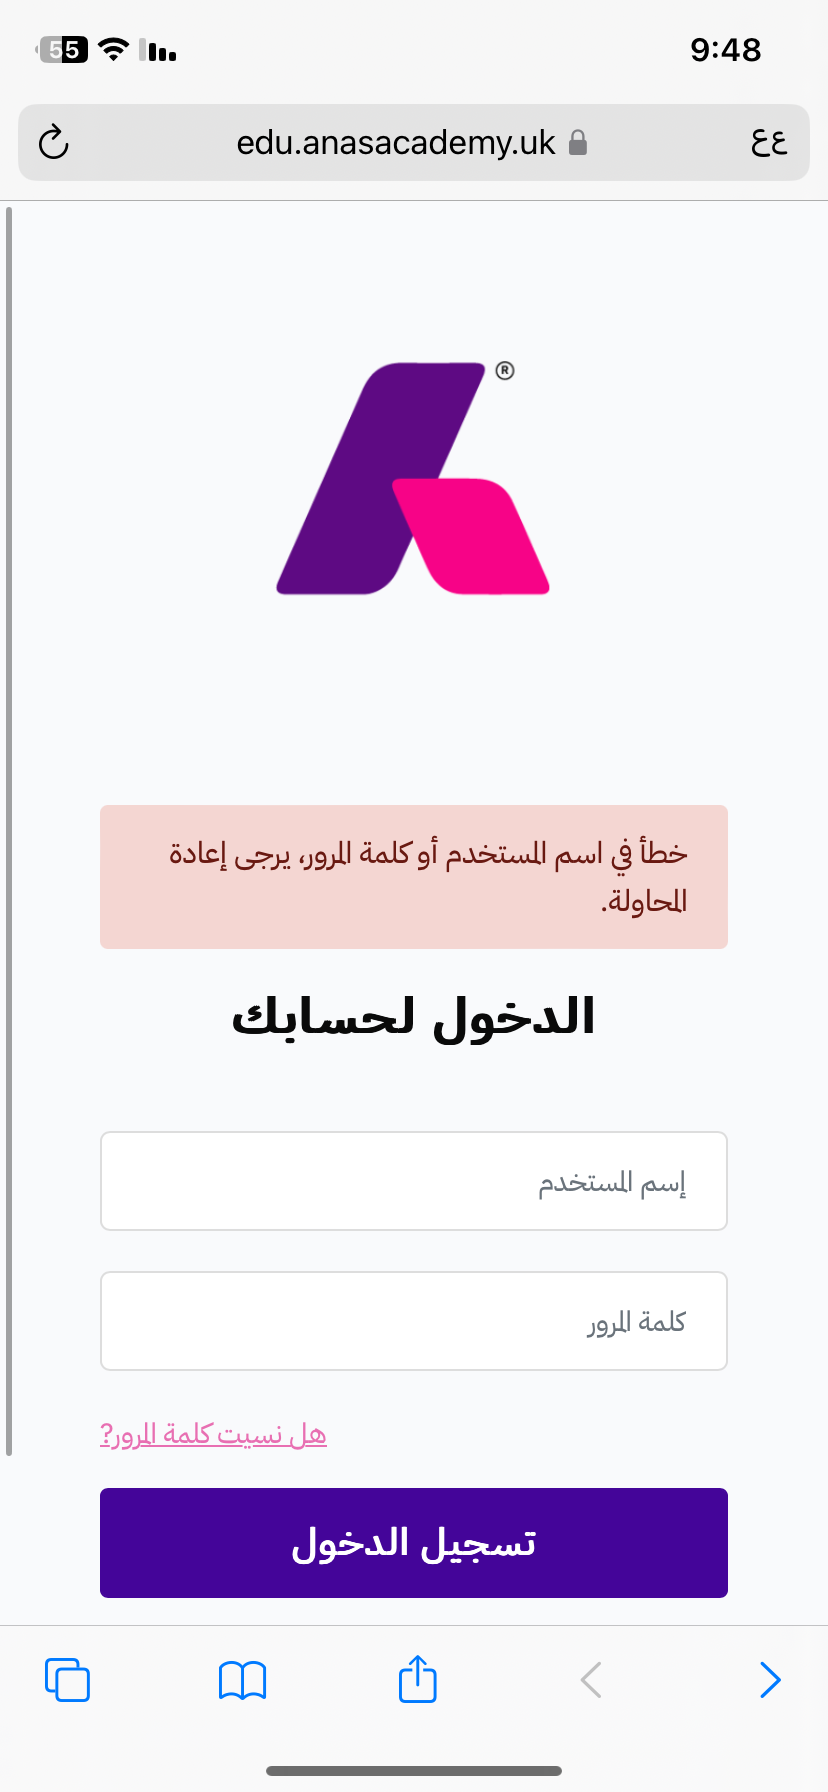 55
9:48
edu.anasacademy.uk
عع
®
خطأ في اسم المستخدم أو كلمة المرور، يرجى إعادة
المحاولة.
الدخول لحسابك
إسم المستخدم
كلمة المرور
هل نسيت كلمة المرور?
تسجيل الدخول